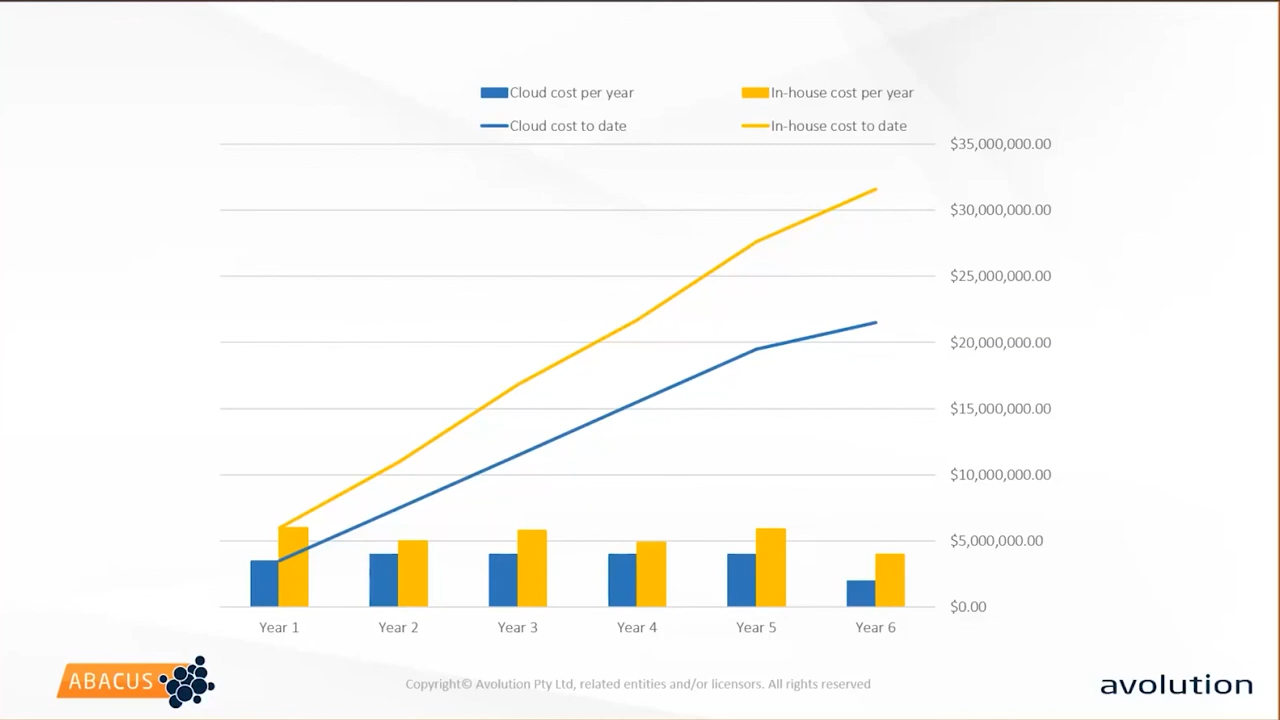 Cloud cost per year
In-house cost per year
Cloud cost to date
In-house cost to date
$35,000,000.00
$30,000,000.00
$25,000,000.00
$20,000,000.00
$15,000,000.00
$10,000,000.00
$5,000,000.00
$0.00
Year 1 Year 2 Year 3 Year 4 Year 5 Year 6
ABACUS
Copyright© Avolution Pty Ltd, related entities and/or licensors. All rights reserved
avolution